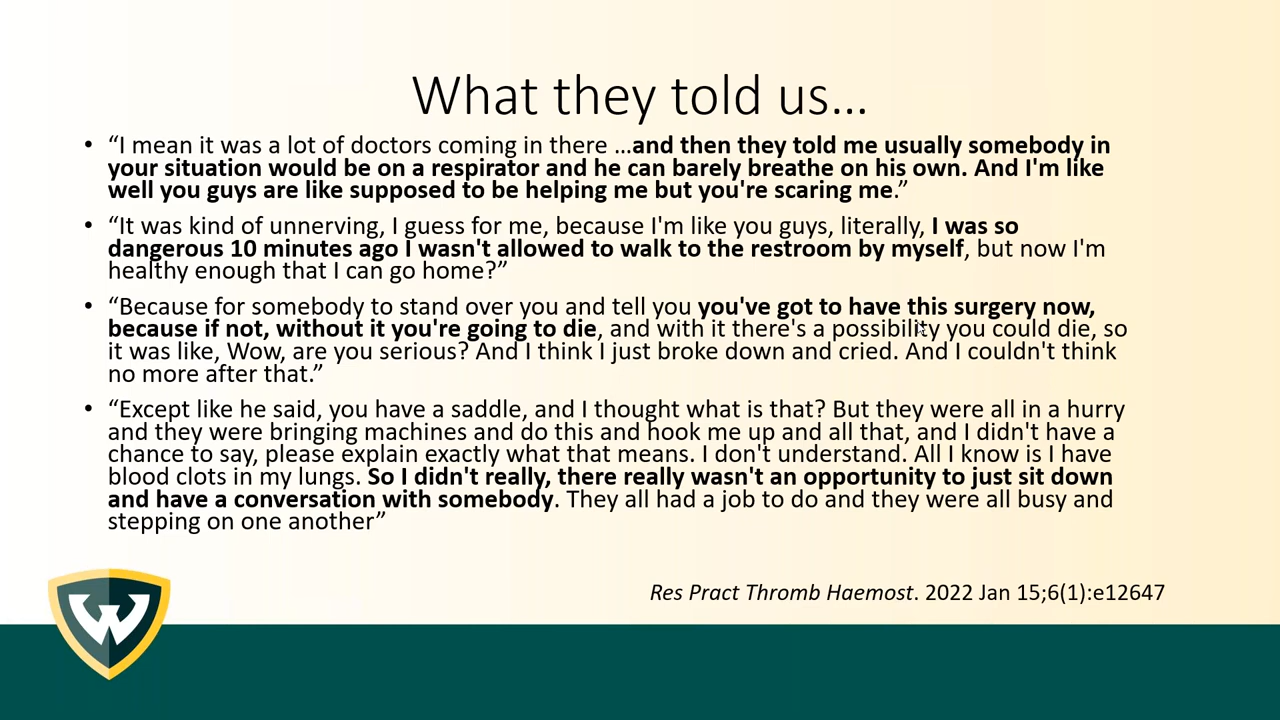 What they told us...
• “I mean it was a lot of doctors coming in there ...and then they told me usually somebody in
your situation would be on a respirator and he can barely breathe on his own. And I'm like
well you guys are like supposed to be helping me but you're scaring me.”
• “It was kind of unnerving, I guess for me, because I'm like you guys, literally, I was so
dangerous 10 minutes ago I wasn't allowed to walk to the restroom by myself, but now I'm
healthy enough that I can go home?”
• “Because for somebody to stand over you and tell you you've got to have this surgery now,
because if not, without it you're going to die, and with it there's a possibility you could die, so
it was like, Wow, are you serious? And I think I just broke down and cried. And I couldn't think
no more after that.”
• “Except like he said, you have a saddle, and I thought what is that? But they were all in a hurry
and they were bringing machines and do this and hook me up and all that, and I didn't have a
chance to say, please explain exactly what that means. I don't understand. All I know is I have
blood clots in my lungs. So I didn't really, there really wasn't an opportunity to just sit down
and have a conversation with somebody. They all had a job to do and they were all busy and
stepping on one another”
Res Pract Thromb Haemost. 2022 Jan 15;6(1):e12647
W